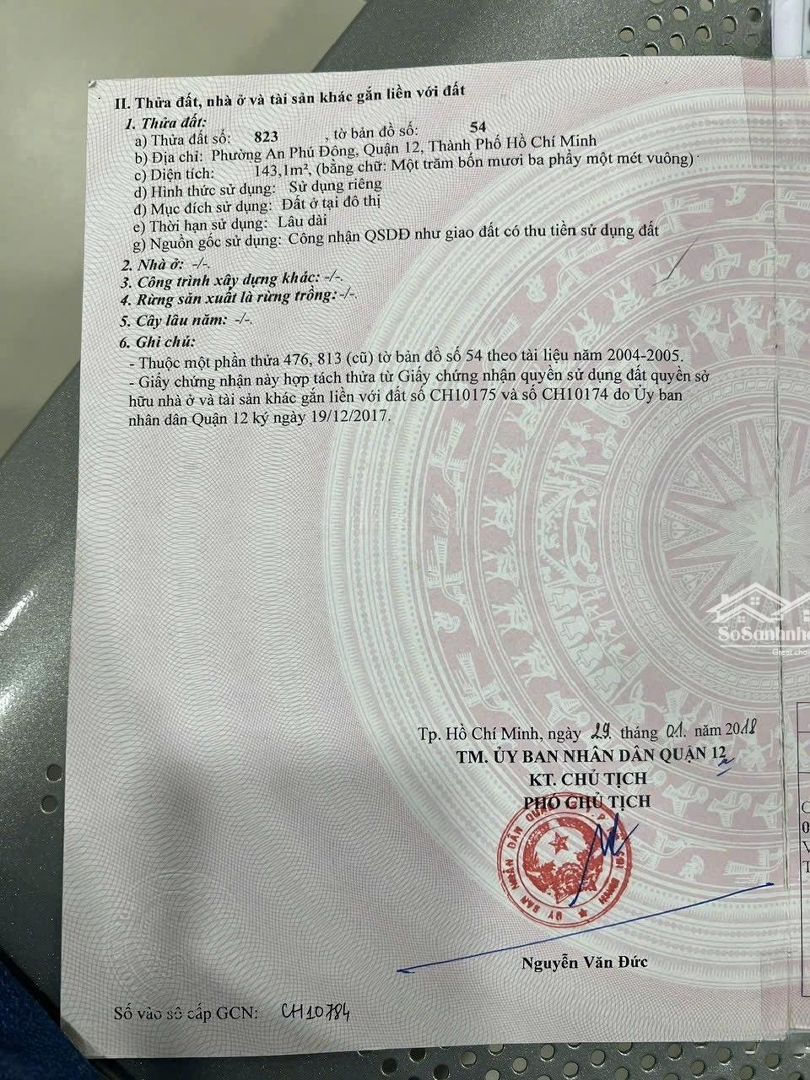 II. Thửa đất, nhà ở và tài sản khác gắn liền với đất
1. Thửa đất:
a) Thửa đất số: 823 , tờ bản đồ số: 54
b) Địa chỉ: Phường An Phú Đông, Quận 12, Thành Phố Hồ Chí Minh
c) Diện tích: 143,1m², (bằng chữ: Một trăm bốn mươi ba phẩy một mét vuông)
d) Hình thức sử dụng: Sử dụng riêng
đ) Mục đích sử dụng: Đất ở tại đô thị
e) Thời hạn sử dụng: Lâu dài
g) Nguồn gốc sử dụng: Công nhận QSDĐ như giao đất có thu tiền sử dụng đất
2. Nhà ở: -/-.
3. Công trình xây dựng khác: -/-.
4. Rừng sản xuất là rừng trồng: -/-.
5. Cây lâu năm: -/-.
6. Ghi chú:
- Thuộc một phần thửa 476, 813 (cũ) tờ bản đồ số 54 theo tài liệu năm 2004-2005.
- Giấy chứng nhận này hợp tách thửa từ Giấy chứng nhận quyền sử dụng đất quyền sở
hữu nhà ở và tài sản khác gắn liền với đất số CH10175 và số CH10174 do Ủy ban
nhân dân Quận 12 ký ngày 19/12/2017.
SoSanhnh
Great cho
Tp. Hồ Chí Minh, ngày 29. tháng 01. năm 2018
TM. ỦY BAN NHÂN DÂN QUẬN 12
KT. CHỦ TỊCH
PHÓ CHỦ TỊCH
ỦY BAN NHÂN DÂN QUẬN
Nguyễn Văn Đức
Số vào sổ cấp GCN: CH10784